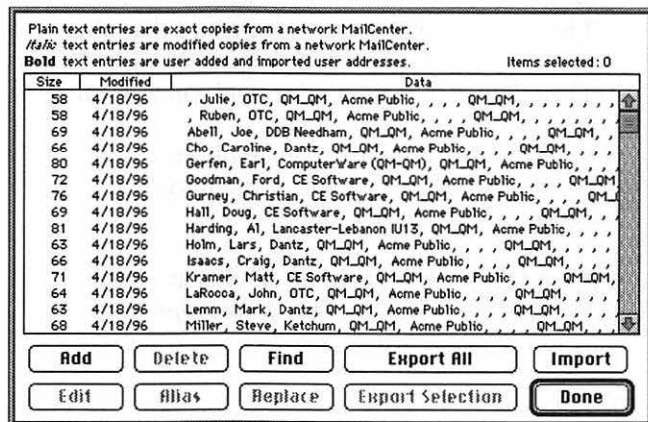 Plain text entries are exact copies from a network MailCenter.
Italic text entries are modified copies from a network MailCenter.
Bold text entries are user added and imported user addresses. Items selected: 0
Size Modified Data
58 4/18/96 , Julie, OTC, QM_QM, Acme Public, , , , QM_QM, , , , , , , ,
58 4/18/96 , Ruben, OTC, QM_QM, Acme Public, , , , QM_QM, , , , , , ,
69 4/18/96 Abell, Joe, DDB Needham, QM_QM, Acme Public, , , , QM_QM, ,
66 4/18/96 Cho, Caroline, Dantz, QM_QM, Acme Public, , , , QM_QM, , , , ,
80 4/18/96 Gerfen, Earl, ComputerWare (QM-QM), QM_QM, Acme Public, , , ,
72 4/18/96 Goodman, Ford, CE Software, QM_QM, Acme Public, , , , QM_QM
76 4/18/96 Gurney, Christian, CE Software, QM_QM, Acme Public, , , , QM_
69 4/18/96 Hall, Doug, CE Software, QM_QM, Acme Public, , , , QM_QM, , ,
81 4/18/96 Harding, Al, Lancaster-Lebanon IU13, QM_QM, Acme Public, , , ,
63 4/18/96 Holm, Lars, Dantz, QM_QM, Acme Public, , , , QM_QM, , , , , ,
66 4/18/96 Isaacs, Craig, Dantz, QM_QM, Acme Public, , , , QM_QM, , , , ,
71 4/18/96 Kramer, Matt, CE Software, QM_QM, Acme Public, , , , QM_QM, ,
64 4/18/96 LaRocca, John, OTC, QM_QM, Acme Public, , , , QM_QM, , , , ,
63 4/18/96 Lemm, Mark, Dantz, QM_QM, Acme Public, , , , QM_QM, , , , ,
68 4/18/96 Miller, Steve, Ketchum, QM_QM, Acme Public, , , , QM_QM, , ,
Add Delete Find Export All Import
Edit Alias Replace Export Selection Done